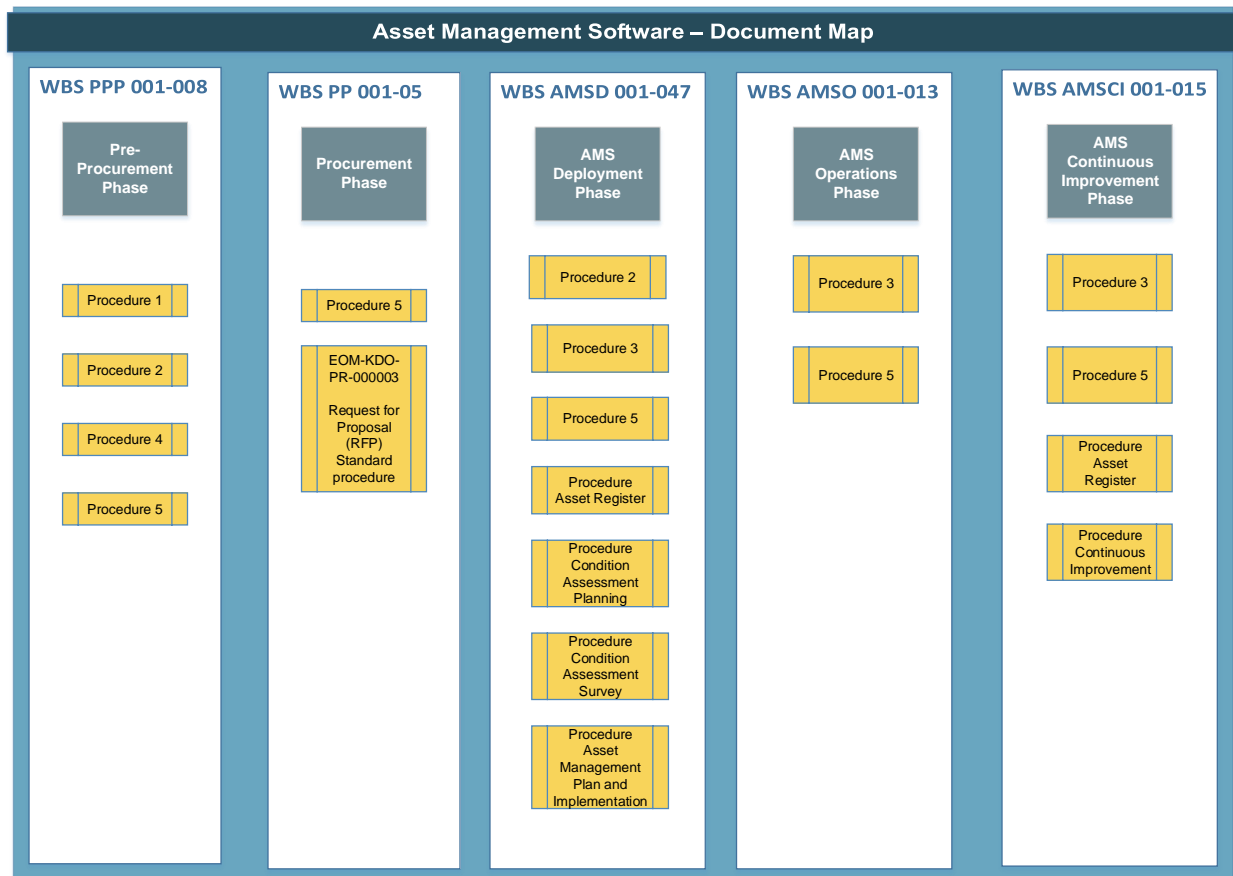 Asset Management Software – Document Map
WBS PPP 001-008
Pre-
Procurement
Phase
Procedure 1
Procedure 2
Procedure 4
Procedure 5
WBS PP 001-05
Procurement
Phase
Procedure 5
EOM-KDO-
PR-000003
Request for
Proposal
(RFP)
Standard
procedure
WBS AMSD 001-047
AMS
Deployment
Phase
Procedure 2
Procedure 3
Procedure 5
Procedure
Asset Register
Procedure
Condition
Assessment
Planning
Procedure
Condition
Assessment
Survey
Procedure
Asset
Management
Plan and
Implementation
WBS AMSO 001-013
AMS
Operations
Phase
Procedure 3
Procedure 5
WBS AMSCI 001-015
AMS
Continuous
Improvement
Phase
Procedure 3
Procedure 5
Procedure
Asset
Register
Procedure
Continuous
Improvement